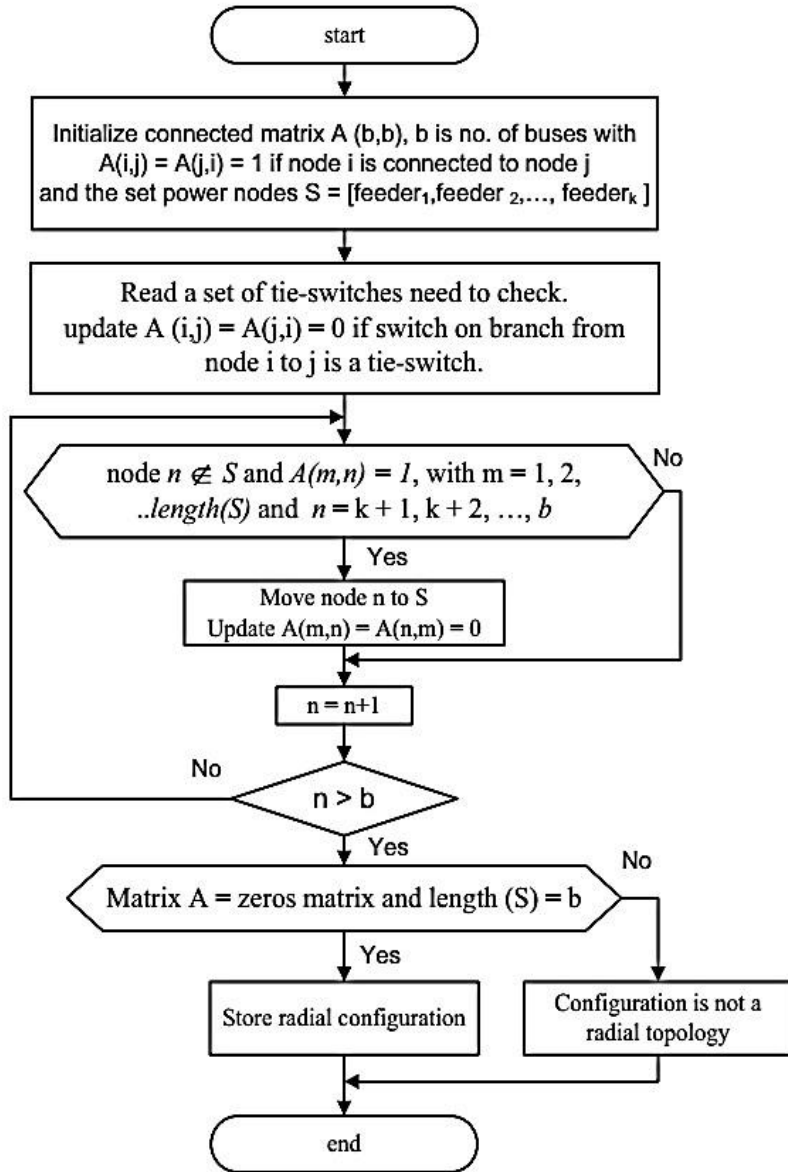 start
Initialize connected matrix A (b,b), b is no. of buses with
A(i,j) = A(j,i) = 1 if node i is connected to node j
and the set power nodes S = [feeder₁,feeder ₂,…, feederₖ ]
Read a set of tie-switches need to check.
update A (i,j) = A(j,i) = 0 if switch on branch from
node i to j is a tie-switch.
node n ∉ S and A(m,n) = 1, with m = 1, 2,
..length(S) and n = k + 1, k + 2, …, b
No
Yes
Move node n to S
Update A(m,n) = A(n,m) = 0
n = n+1
No
n > b
Yes
No
Matrix A = zeros matrix and length (S) = b
Yes
Store radial configuration
Configuration is not a
radial topology
end